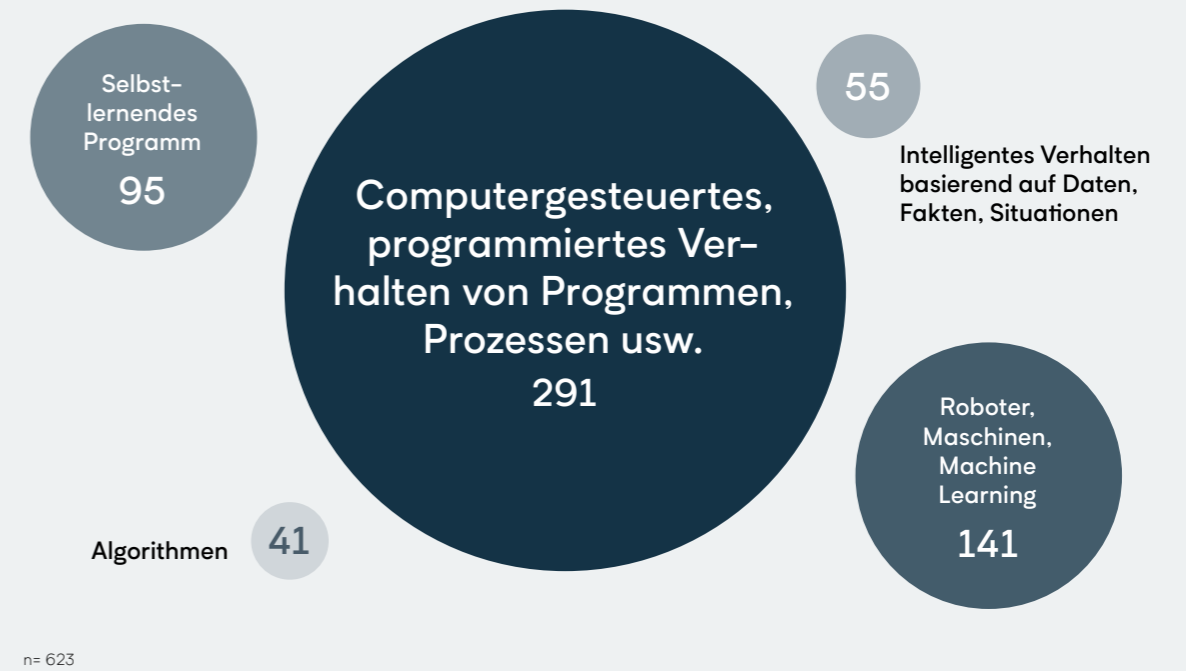 Selbst-
lernendes
Programm
95
Computergesteuertes,
programmiertes Ver-
halten von Programmen,
Prozessen usw.
291
55
Intelligentes Verhalten
basierend auf Daten,
Fakten, Situationen
Roboter,
Maschinen,
Machine
Learning
141
Algorithmen
41
n= 623